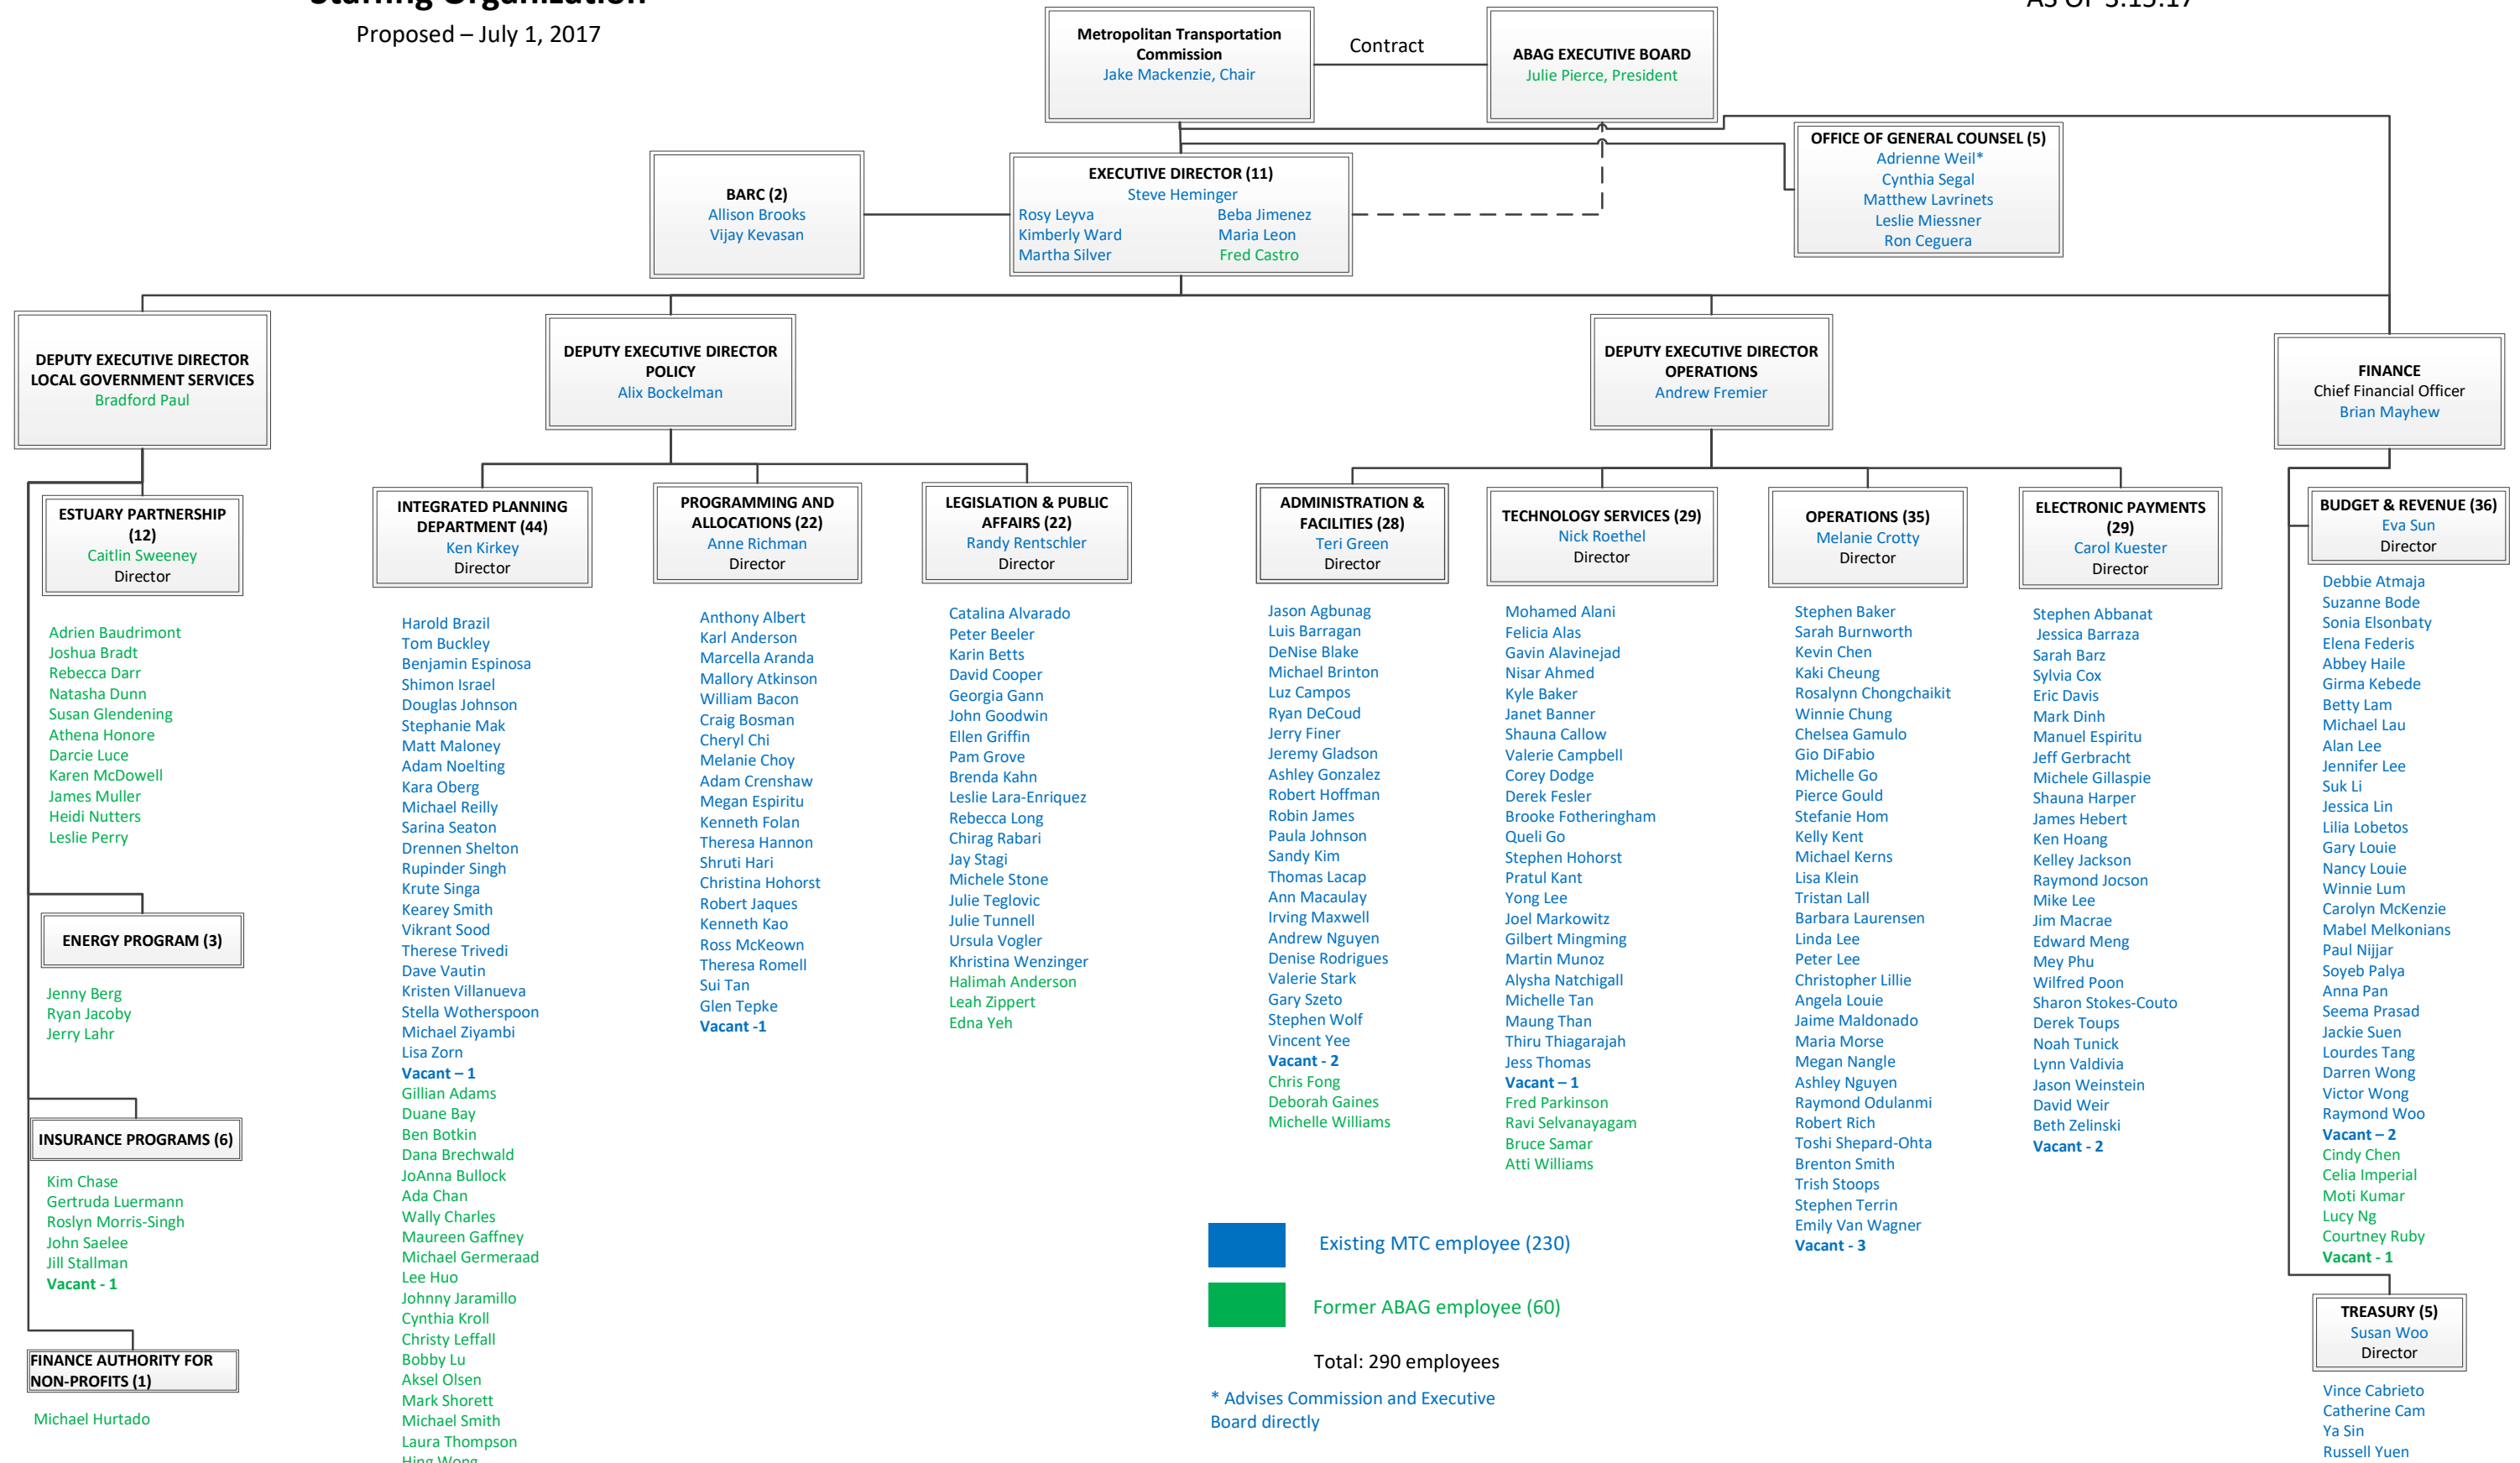 Staffing Organization
Proposed – July 1, 2017
AS OF 3.15.17
Metropolitan Transportation
Commission
Jake Mackenzie, Chair
Contract
ABAG EXECUTIVE BOARD
Julie Pierce, President
OFFICE OF GENERAL COUNSEL (5)
Adrienne Weil*
Cynthia Segal
Matthew Lavrinets
Leslie Miessner
Ron Ceguera
BARC (2)
Allison Brooks
Vijay Kevasan
EXECUTIVE DIRECTOR (11)
Steve Heminger
Rosy Leyva
Kimberly Ward
Martha Silver
Beba Jimenez
Maria Leon
Fred Castro
DEPUTY EXECUTIVE DIRECTOR
LOCAL GOVERNMENT SERVICES
Bradford Paul
DEPUTY EXECUTIVE DIRECTOR
POLICY
Alix Bockelman
DEPUTY EXECUTIVE DIRECTOR
OPERATIONS
Andrew Fremier
FINANCE
Chief Financial Officer
Brian Mayhew
ESTUARY PARTNERSHIP
(12)
Caitlin Sweeney
Director
Adrien Baudrimont
Joshua Bradt
Rebecca Darr
Natasha Dunn
Susan Glendening
Athena Honore
Darcie Luce
Karen McDowell
James Muller
Heidi Nutters
Leslie Perry
ENERGY PROGRAM (3)
Jenny Berg
Ryan Jacoby
Jerry Lahr
INSURANCE PROGRAMS (6)
Kim Chase
Gertruda Luermann
Roslyn Morris-Singh
John Saelee
Jill Stallman
Vacant - 1
FINANCE AUTHORITY FOR
NON-PROFITS (1)
Michael Hurtado
INTEGRATED PLANNING
DEPARTMENT (44)
Ken Kirkey
Director
Harold Brazil
Tom Buckley
Benjamin Espinosa
Shimon Israel
Douglas Johnson
Stephanie Mak
Matt Maloney
Adam Noelting
Kara Oberg
Michael Reilly
Sarina Seaton
Drennen Shelton
Rupinder Singh
Krute Singa
Kearey Smith
Vikrant Sood
Therese Trivedi
Dave Vautin
Kristen Villanueva
Stella Wotherspoon
Michael Ziyambi
Lisa Zorn
Vacant – 1
Gillian Adams
Duane Bay
Ben Botkin
Dana Brechwald
JoAnna Bullock
Ada Chan
Wally Charles
Maureen Gaffney
Michael Germeraad
Lee Huo
Johnny Jaramillo
Cynthia Kroll
Christy Leffall
Bobby Lu
Aksel Olsen
Mark Shorett
Michael Smith
Laura Thompson
Hing Wong
PROGRAMMING AND
ALLOCATIONS (22)
Anne Richman
Director
Anthony Albert
Karl Anderson
Marcella Aranda
Mallory Atkinson
William Bacon
Craig Bosman
Cheryl Chi
Melanie Choy
Adam Crenshaw
Megan Espiritu
Kenneth Folan
Theresa Hannon
Shruti Hari
Christina Hohorst
Robert Jaques
Kenneth Kao
Ross McKeown
Theresa Romell
Sui Tan
Glen Tepke
Vacant -1
LEGISLATION & PUBLIC
AFFAIRS (22)
Randy Rentschler
Director
Catalina Alvarado
Peter Beeler
Karin Betts
David Cooper
Georgia Gann
John Goodwin
Ellen Griffin
Pam Grove
Brenda Kahn
Leslie Lara-Enriquez
Rebecca Long
Chirag Rabari
Jay Stagi
Michele Stone
Julie Teglovic
Julie Tunnell
Ursula Vogler
Khristina Wenzinger
Halimah Anderson
Leah Zippert
Edna Yeh
ADMINISTRATION &
FACILITIES (28)
Teri Green
Director
Jason Agbunag
Luis Barragan
DeNise Blake
Michael Brinton
Luz Campos
Ryan DeCoud
Jerry Finer
Jeremy Gladson
Ashley Gonzalez
Robert Hoffman
Robin James
Paula Johnson
Sandy Kim
Thomas Lacap
Ann Macaulay
Irving Maxwell
Andrew Nguyen
Denise Rodrigues
Valerie Stark
Gary Szeto
Stephen Wolf
Vincent Yee
Vacant - 2
Chris Fong
Deborah Gaines
Michelle Williams
TECHNOLOGY SERVICES (29)
Nick Roethel
Director
Mohamed Alani
Felicia Alas
Gavin Alavinejad
Nisar Ahmed
Kyle Baker
Janet Banner
Shauna Callow
Valerie Campbell
Corey Dodge
Derek Fesler
Brooke Fotheringham
Queli Go
Stephen Hohorst
Pratul Kant
Yong Lee
Joel Markowitz
Gilbert Mingming
Martin Munoz
Alysha Natchigall
Michelle Tan
Maung Than
Thiru Thiagarajah
Jess Thomas
Vacant – 1
Fred Parkinson
Ravi Selvanayagam
Bruce Samar
Atti Williams
OPERATIONS (35)
Melanie Crotty
Director
Stephen Baker
Sarah Burnworth
Kevin Chen
Kaki Cheung
Rosalynn Chongchaikit
Winnie Chung
Chelsea Gamulo
Gio DiFabio
Michelle Go
Pierce Gould
Stefanie Hom
Kelly Kent
Michael Kerns
Lisa Klein
Tristan Lall
Barbara Laurensen
Linda Lee
Peter Lee
Christopher Lillie
Angela Louie
Jaime Maldonado
Maria Morse
Megan Nangle
Ashley Nguyen
Raymond Odulanmi
Robert Rich
Toshi Shepard-Ohta
Brenton Smith
Trish Stoops
Stephen Terrin
Emily Van Wagner
Vacant - 3
ELECTRONIC PAYMENTS
(29)
Carol Kuester
Director
Stephen Abbanat
Jessica Barraza
Sarah Barz
Sylvia Cox
Eric Davis
Mark Dinh
Manuel Espiritu
Jeff Gerbracht
Michele Gillaspie
Shauna Harper
James Hebert
Ken Hoang
Kelley Jackson
Raymond Jocson
Mike Lee
Jim Macrae
Edward Meng
Mey Phu
Wilfred Poon
Sharon Stokes-Couto
Derek Toups
Noah Tunick
Lynn Valdivia
Jason Weinstein
David Weir
Beth Zelinski
Vacant - 2
BUDGET & REVENUE (36)
Eva Sun
Director
Debbie Atmaja
Suzanne Bode
Sonia Elsonbaty
Elena Federis
Abbey Haile
Girma Kebede
Betty Lam
Michael Lau
Alan Lee
Jennifer Lee
Suk Li
Jessica Lin
Lilia Lobetos
Gary Louie
Nancy Louie
Winnie Lum
Carolyn McKenzie
Mabel Melkonians
Paul Nijjar
Soyeb Palya
Anna Pan
Seema Prasad
Jackie Suen
Lourdes Tang
Darren Wong
Victor Wong
Raymond Woo
Vacant – 2
Cindy Chen
Celia Imperial
Moti Kumar
Lucy Ng
Courtney Ruby
Vacant - 1
TREASURY (5)
Susan Woo
Director
Vince Cabrieto
Catherine Cam
Ya Sin
Russell Yuen
Existing MTC employee (230)
Former ABAG employee (60)
Total: 290 employees
* Advises Commission and Executive
Board directly